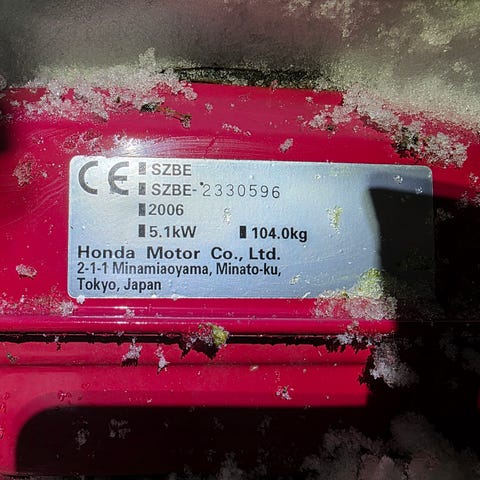 CE SZBE
SZBE-2330596
2006
5.1kW 104.0kg
Honda Motor Co., Ltd.
2-1-1 Minamiaoyama, Minato-ku,
Tokyo, Japan